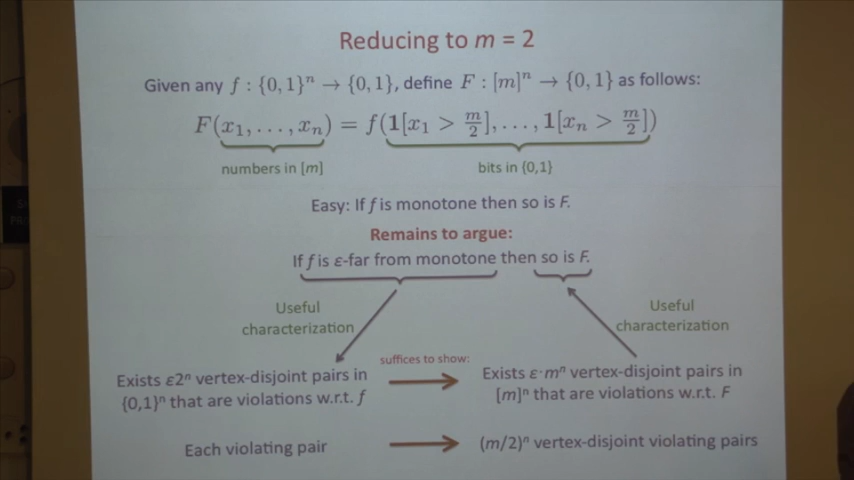 Reducing to m = 2
Given any f : {0,1}ⁿ → {0,1}, define F : [m]ⁿ → {0,1} as follows:
F(x₁, . . . , xₙ) = f(1[x₁ > m/2], . . . , 1[xₙ > m/2])
numbers in [m]
bits in {0,1}
Easy: If f is monotone then so is F.
Remains to argue:
If f is ε-far from monotone then so is F.
Useful
characterization
Useful
characterization
Exists ε2ⁿ vertex-disjoint pairs in
{0,1}ⁿ that are violations w.r.t. f
suffices to show:
Exists ε·mⁿ vertex-disjoint pairs in
[m]ⁿ that are violations w.r.t. F
Each violating pair
(m/2)ⁿ vertex-disjoint violating pairs